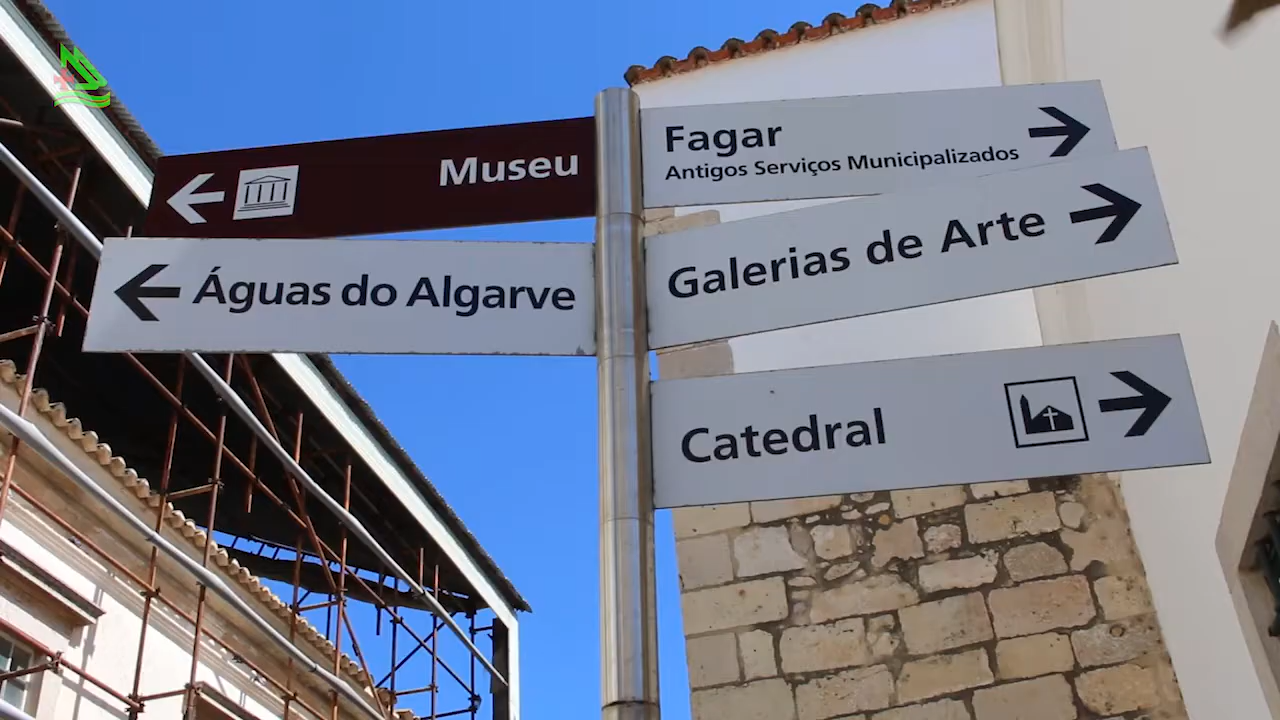 Museu
Águas do Algarve
Fagar
Antigos Serviços Municipalizados
Galerias de Arte
Catedral